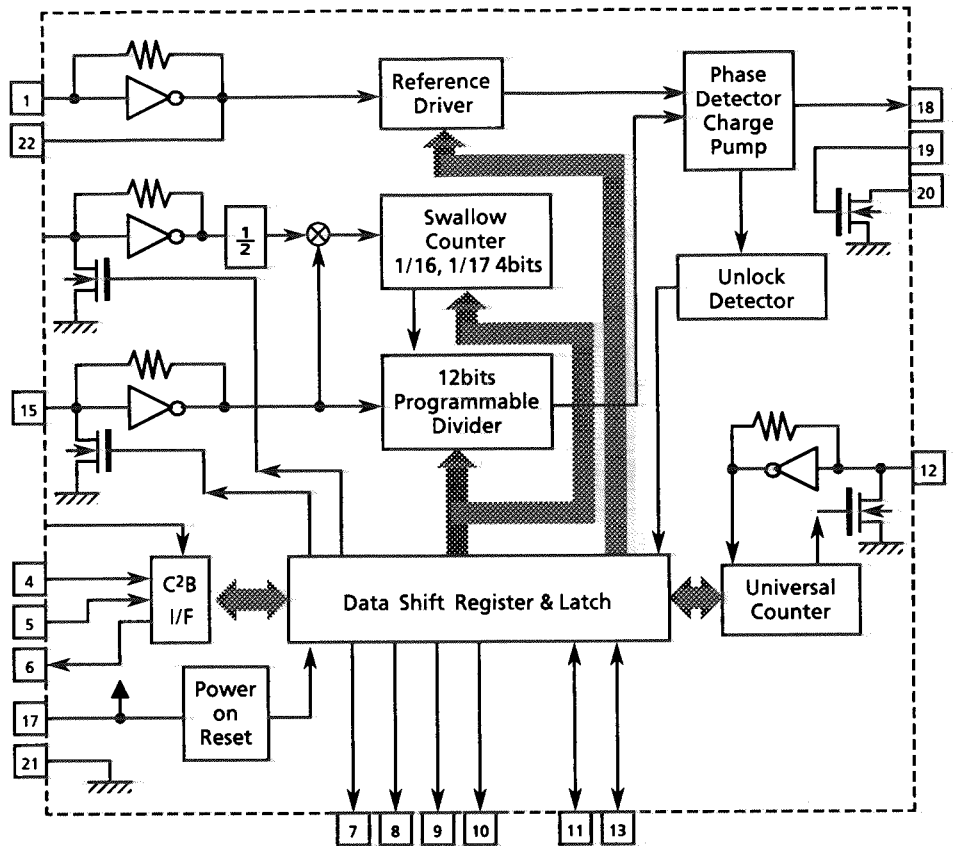 1
22
Reference
Driver
Phase
Detector
Charge
Pump
18
19
20
1
2
Swallow
Counter
1/16, 1/17 4bits
Unlock
Detector
15
12bits
Programmable
Divider
12
4
5
6
C²B
I/F
Data Shift Register & Latch
Universal
Counter
17
21
Power
on
Reset
7
8
9
10
11
13